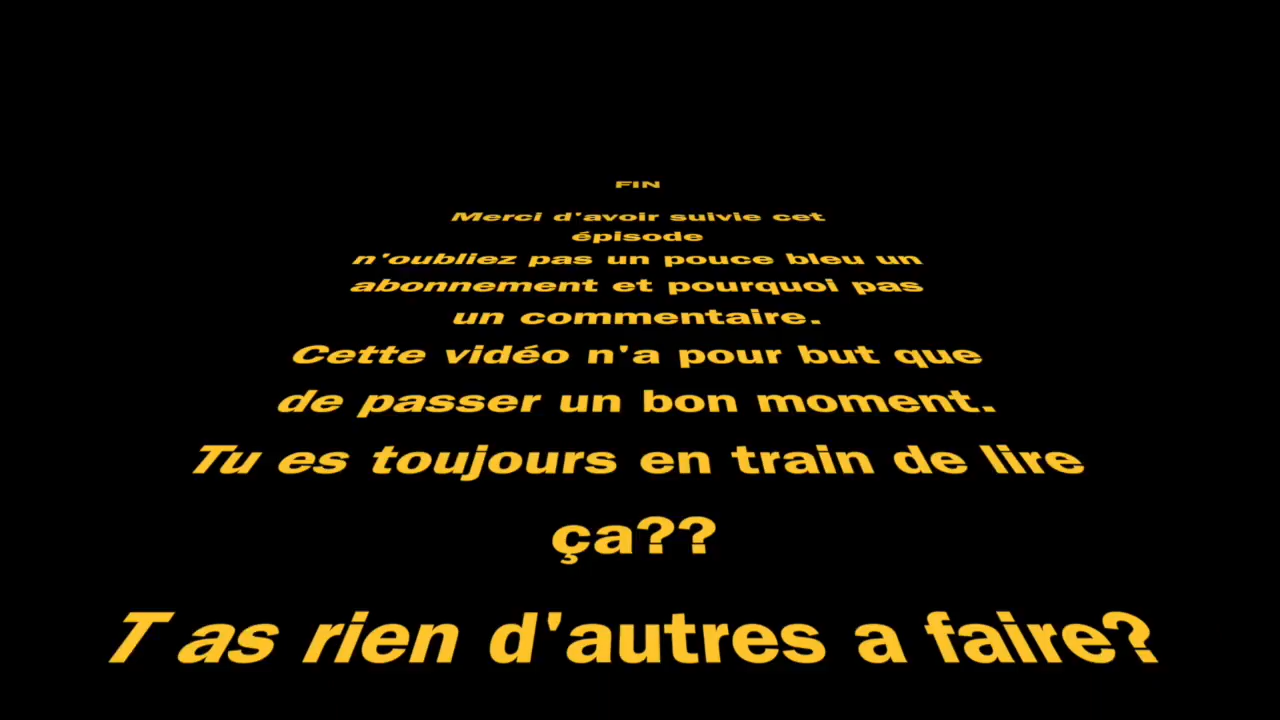 FIN
Merci d'avoir suivie cet
épisode
n'oubliez pas un pouce bleu un
abonnement et pourquoi pas
un commentaire.
Cette vidéo n'a pour but que
de passer un bon moment.
Tu es toujours en train de lire
ça??
T as rien d'autres a faire?